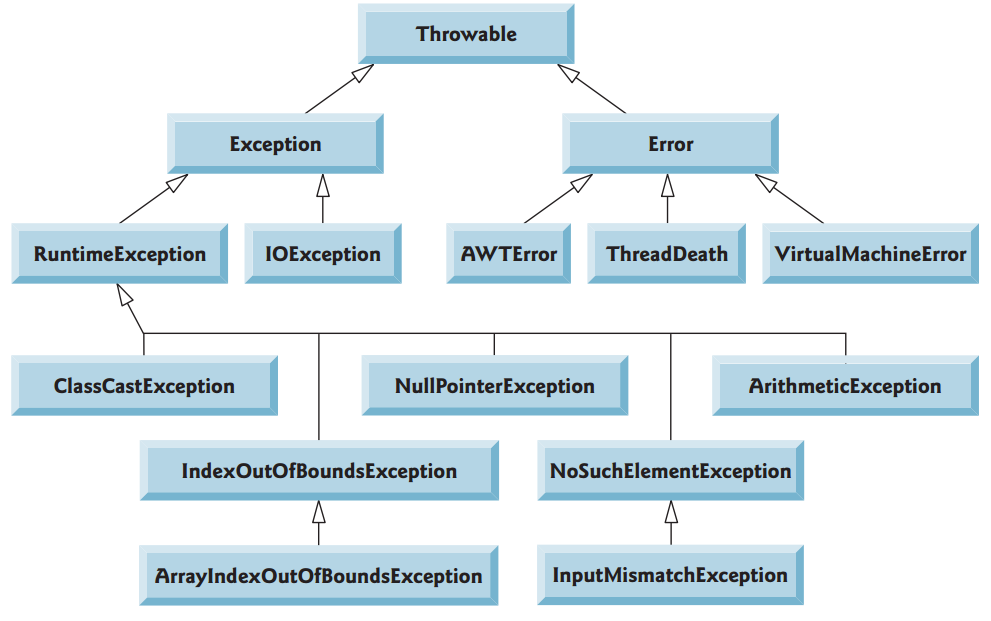 Throwable
Exception
Error
RuntimeException
IOException
AWTError
ThreadDeath
VirtualMachineError
ClassCastException
NullPointerException
ArithmeticException
IndexOutOfBoundsException
NoSuchElementException
ArrayIndexOutOfBoundsException
InputMismatchException